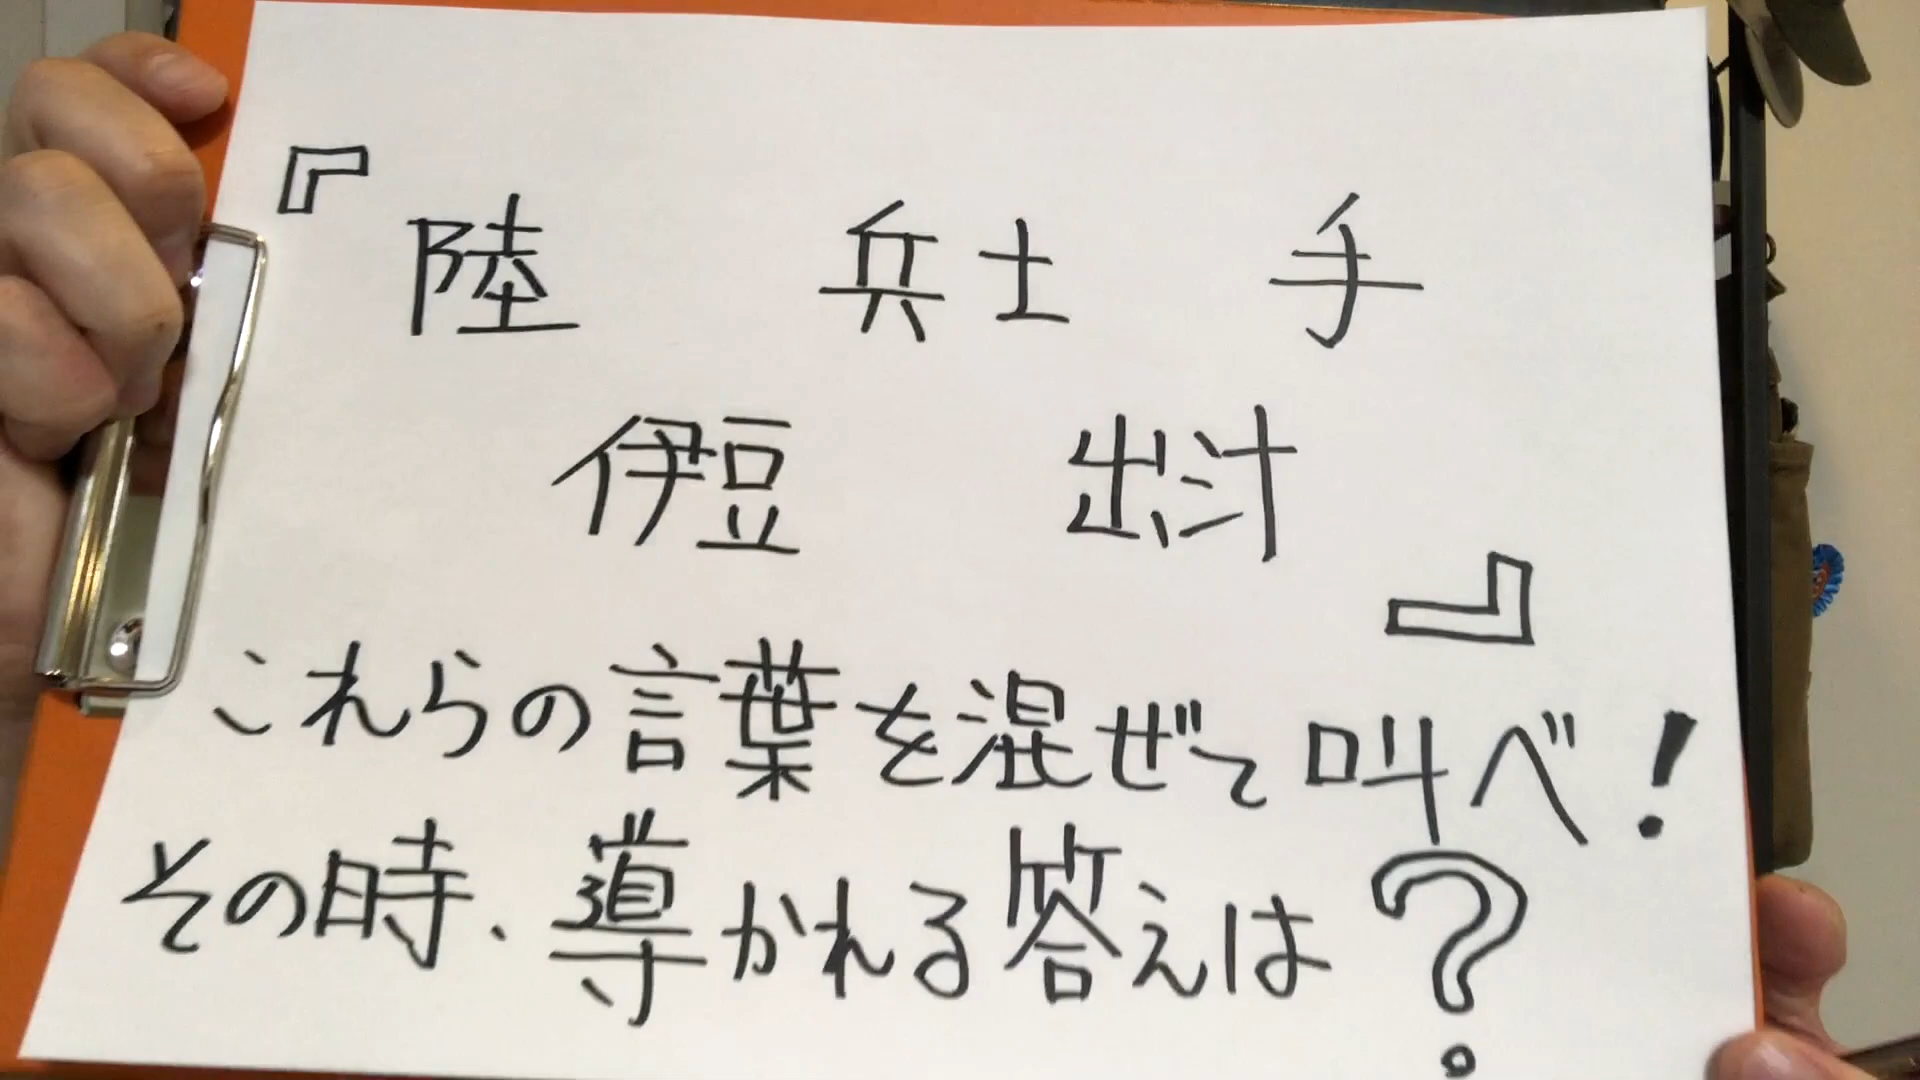 『陸 兵士 手
伊豆 出汁』
これらの言葉を混ぜて叫べ!
その時、導かれる答えは?